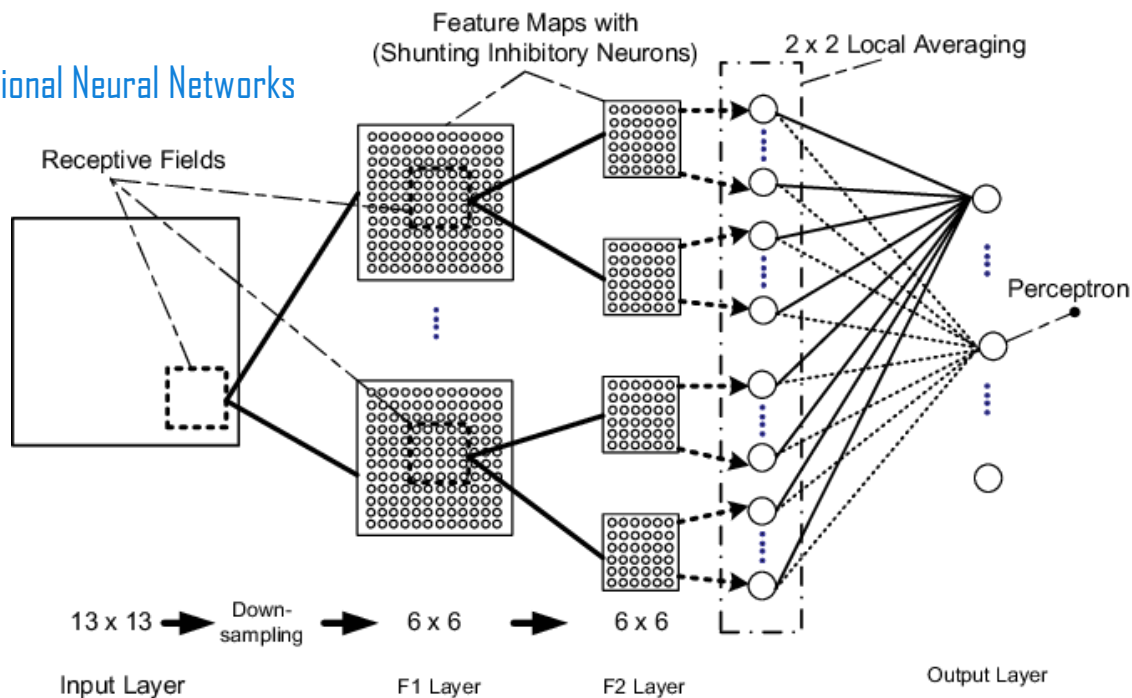 Feature Maps with
(Shunting Inhibitory Neurons)
2 x 2 Local Averaging
ional Neural Networks
Receptive Fields
Perceptron
13 x 13
Down-
sampling
6 x 6
6 x 6
Input Layer
F1 Layer
F2 Layer
Output Layer